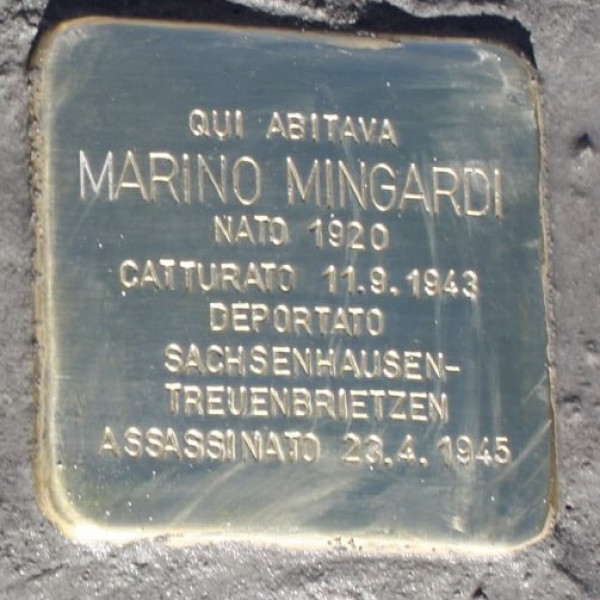 QUI ABITAVA
MARINO MINGARDI
NATO 1920
CATTURATO 11.9.1943
DEPORTATO
SACHSENHAUSEN-
TREUENBRIETZEN
ASSASSINATO 23.4.1945